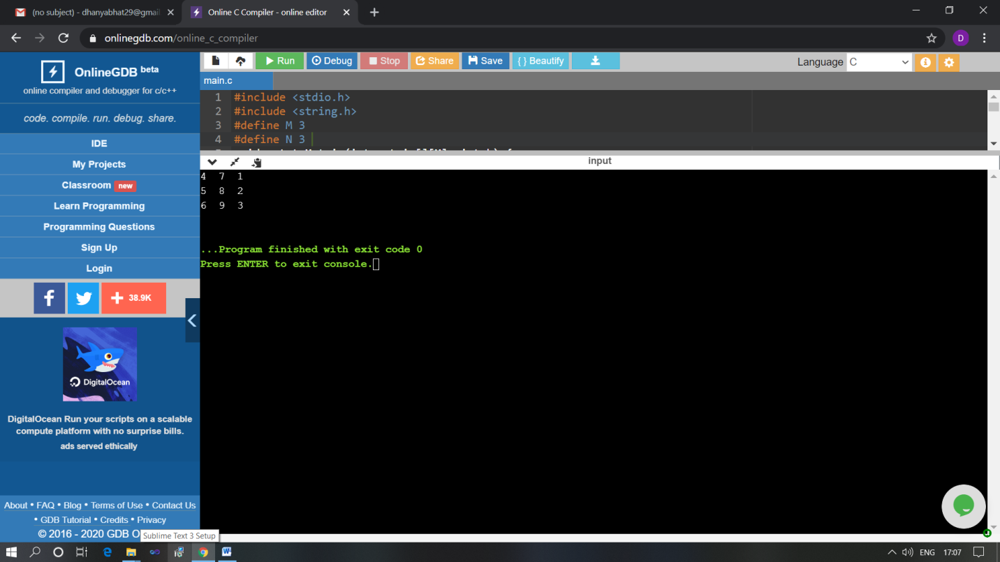 (no subject) - dhanyabhat29@gmail
Online C Compiler - online editor
onlinegdb.com/online_c_compiler
D
OnlineGDB beta
online compiler and debugger for c/c++
code. compile. run. debug. share.
IDE
My Projects
Classroom new
Learn Programming
Programming Questions
Sign Up
Login
38.9K
DigitalOcean
DigitalOcean Run your scripts on a scalable
compute platform with no surprise bills.
ads served ethically
About • FAQ • Blog • Terms of Use • Contact Us
• GDB Tutorial • Credits • Privacy
© 2016 - 2020 GDB O
Sublime Text 3 Setup
Run Debug Stop Share Save { } Beautify
Language C
main.c
1 #include <stdio.h>
2 #include <string.h>
3 #define M 3
4 #define N 3
input
4 7 1
5 8 2
6 9 3
...Program finished with exit code 0
Press ENTER to exit console.
ENG 17:07